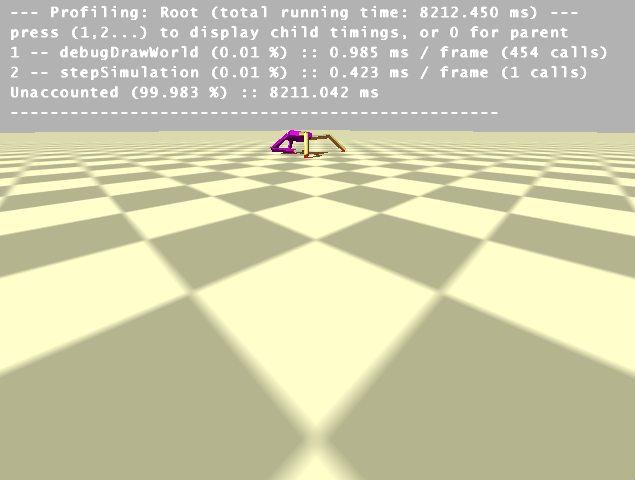 --- Profiling: Root (total running time: 8212.450 ms) ---
press (1,2...) to display child timings, or 0 for parent
1 -- debugDrawWorld (0.01 %) :: 0.985 ms / frame (454 calls)
2 -- stepSimulation (0.01 %) :: 0.423 ms / frame (1 calls)
Unaccounted (99.983 %) :: 8211.042 ms
-------------------------------------------------